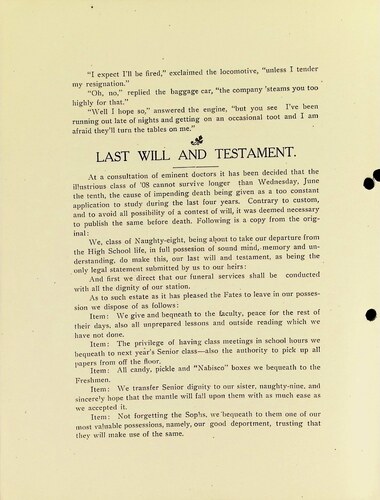 "I expect I'll be fired," exclaimed the locomotive, "unless I tender
my resignation."
"Oh, no," replied the baggage car, "the company 'steams you too
highly for that."
"Well I hope so," answered the engine, "but you see I've been
running out late of nights and getting on an occasional toot and I am
afraid they'll turn the tables on me."
LAST WILL AND TESTAMENT.
At a consultation of eminent doctors it has been decided that the
illustrious class of '08 cannot survive longer than Wednesday, June
the tenth, the cause of impending death being given as a too constant
application to study during the last four years. Contrary to custom,
and to avoid all possibility of a contest of will, it was deemed necessary
to publish the same before death. Following is a copy from the orig-
inal:
We, class of Naughty-eight, being about to take our departure from
the High School life, in full possesion of sound mind, memory and un-
derstanding, do make this, our last will and testament, as being the
only legal statement submitted by us to our heirs:
And first we direct that our funeral services shall be conducted
with all the dignity of our station.
As to such estate as it has pleased the Fates to leave in our posses-
sion we dispose of as follows:
Item: We give and bequeath to the faculty, peace for the rest of
their days, also all unprepared lessons and outside reading which we
have not done.
Item: The privilege of having class meetings in school hours we
bequeath to next year's Senior class—also the authority to pick up all
papers from off the floor.
Item: All candy, pickle and "Nabisco" boxes we bequeath to the
Freshmen.
Item: We transfer Senior dignity to our sister, naughty-nine, and
sincerely hope that the mantle will fall upon them with as much ease as
we accepted it.
Item: Not forgetting the Sophs, we bequeath to them one of our
most valuable possessions, namely, our good deportment, trusting that
they will make use of the same.